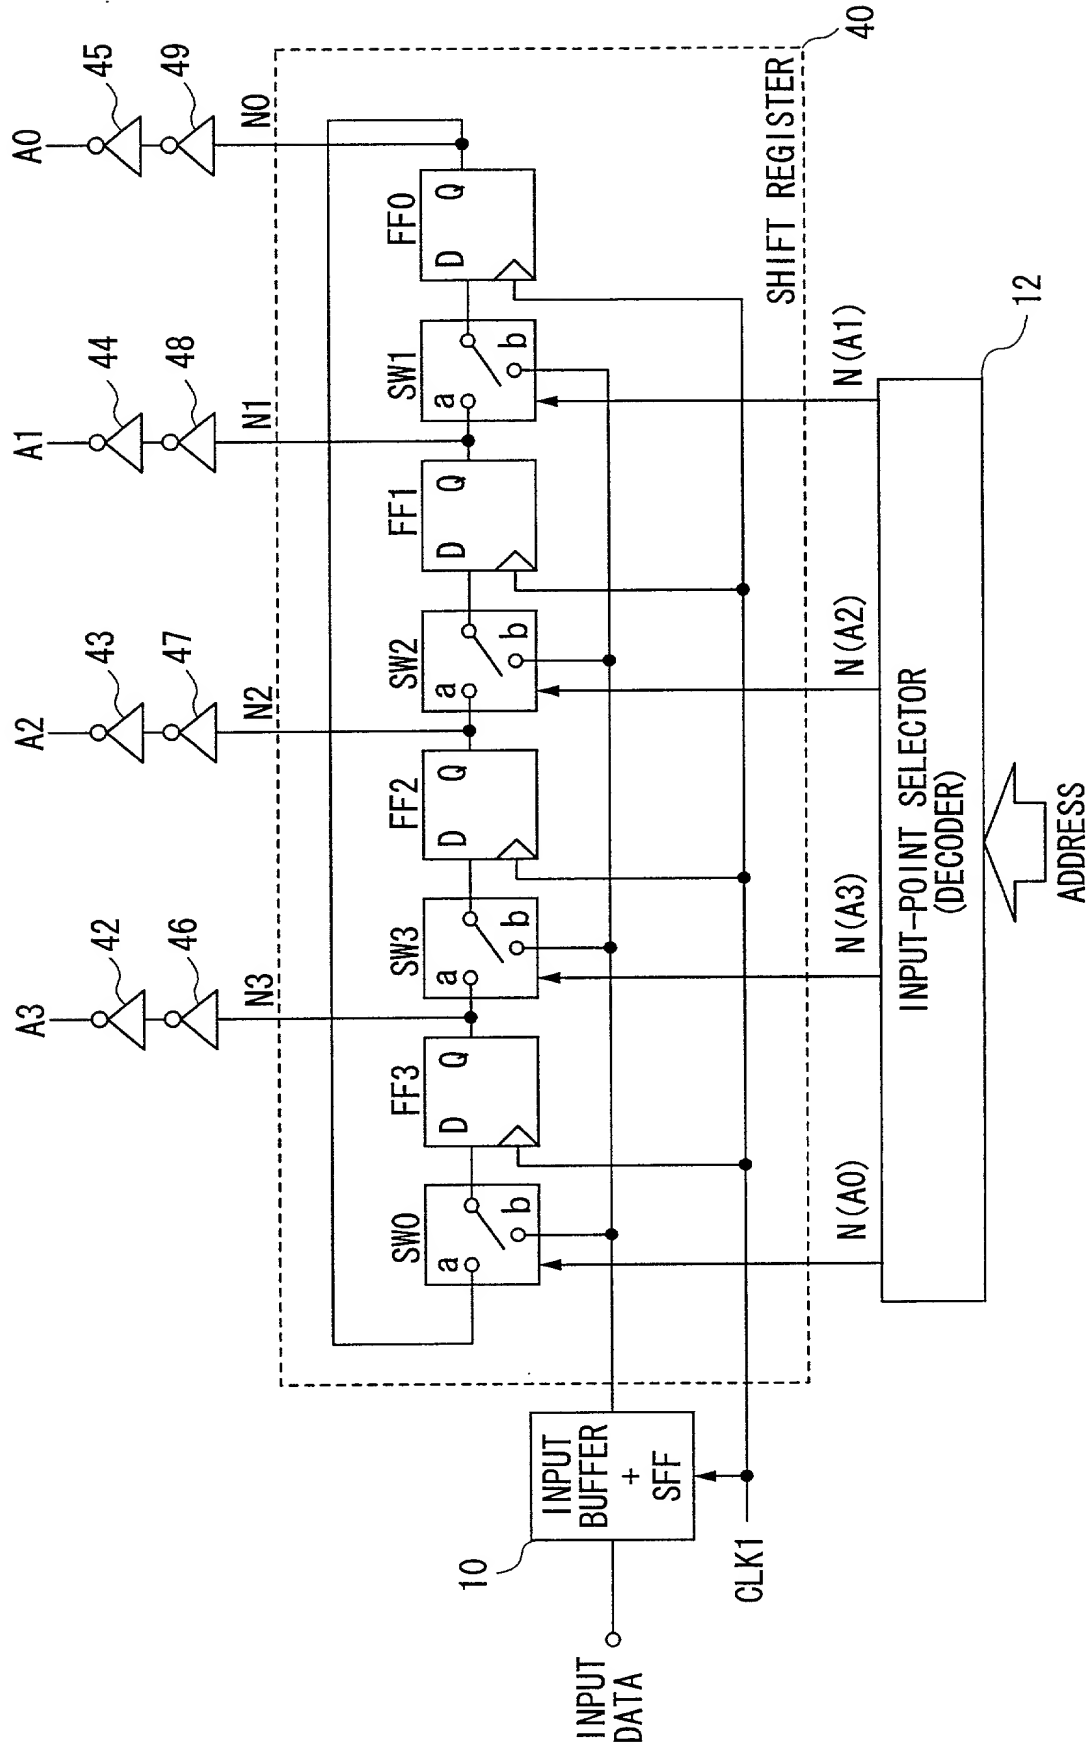 A3
A2
A1
A0
42
43
44
45
46
47
48
49
N3
N2
N1
N0
SW0
a
b
FF3
D
Q
SW3
a
b
FF2
D
Q
SW2
a
b
FF1
D
Q
SW1
a
b
FF0
D
Q
10
INPUT
BUFFER
+
SFF
INPUT
DATA
CLK1
SHIFT REGISTER
40
N(A0)
N(A3)
N(A2)
N(A1)
12
INPUT-POINT SELECTOR
(DECODER)
ADDRESS